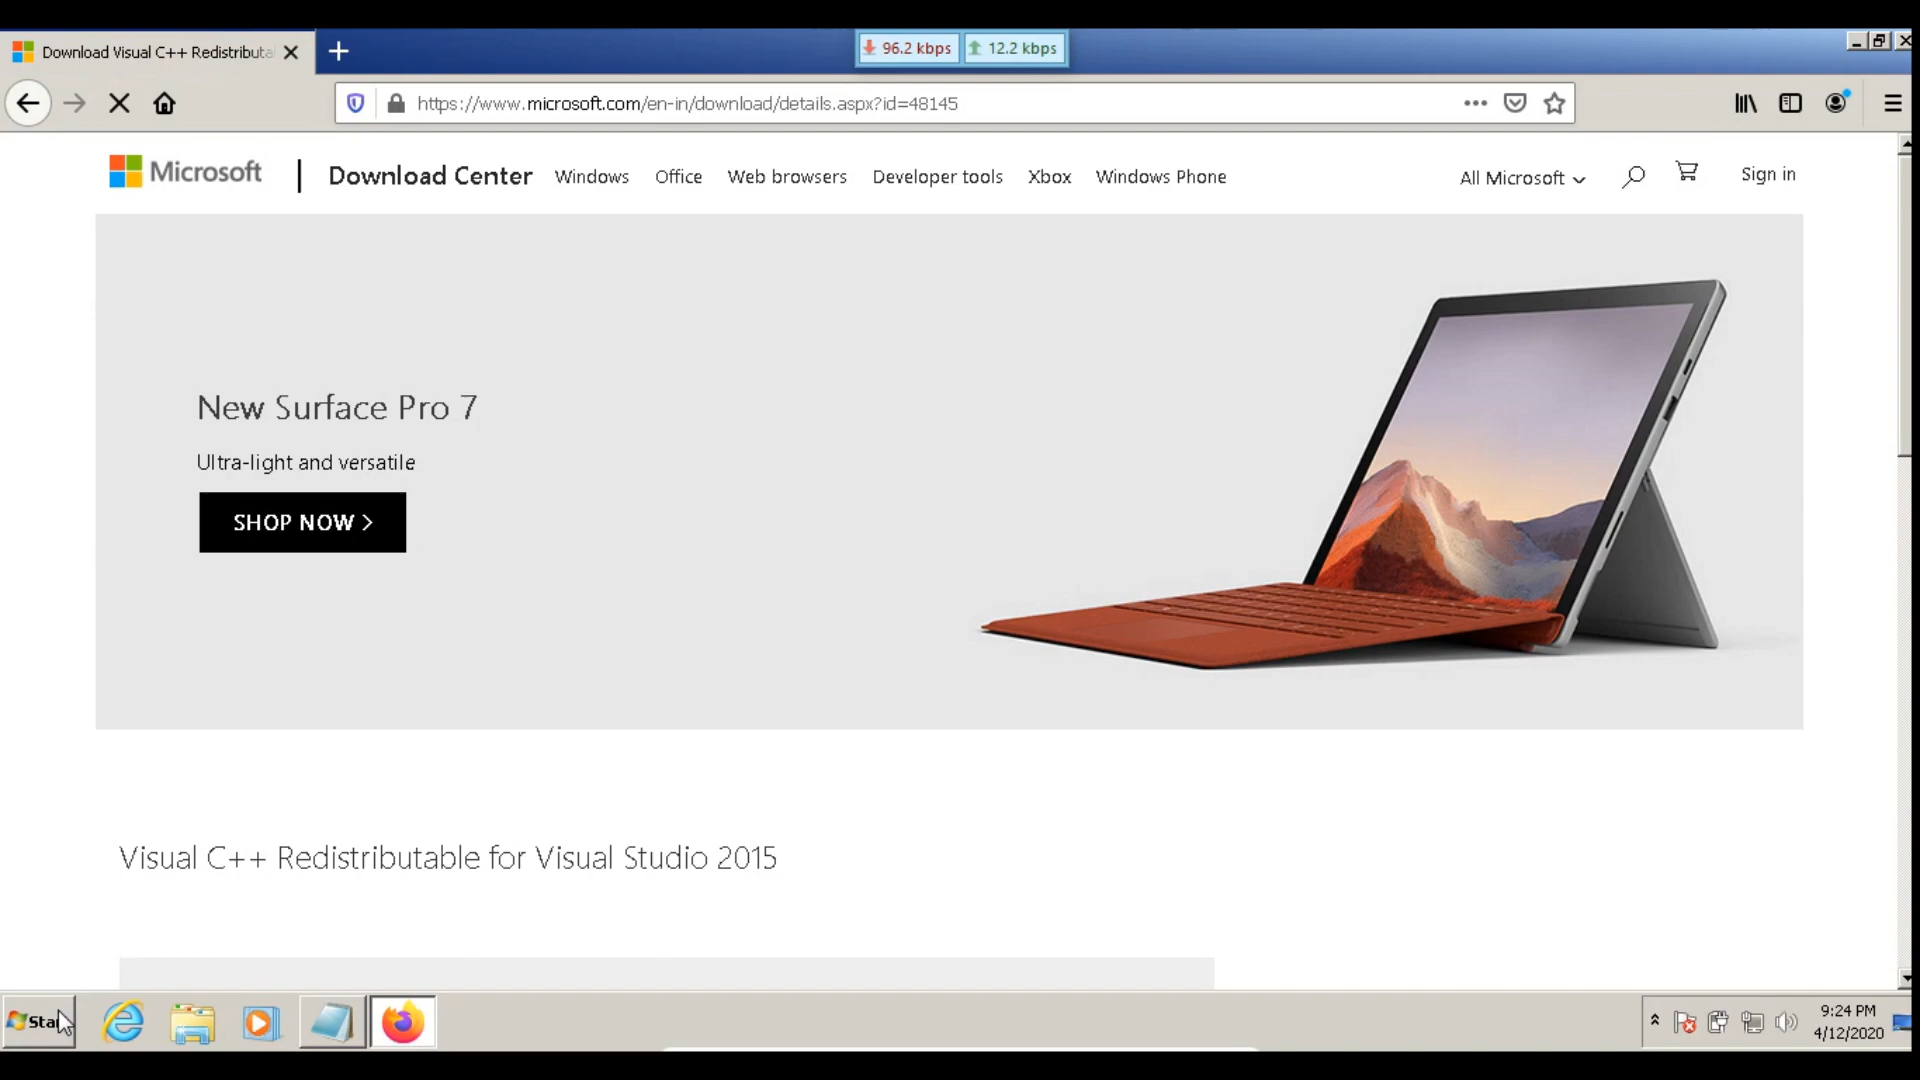 Download Visual C++ Redistributa
96.2 kbps 12.2 kbps
https://www.microsoft.com/en-in/download/details.aspx?id=48145
Microsoft Download Center Windows Office Web browsers Developer tools Xbox Windows Phone All Microsoft Sign in
New Surface Pro 7
Ultra-light and versatile
SHOP NOW >
Visual C++ Redistributable for Visual Studio 2015
9:24 PM
4/12/2020